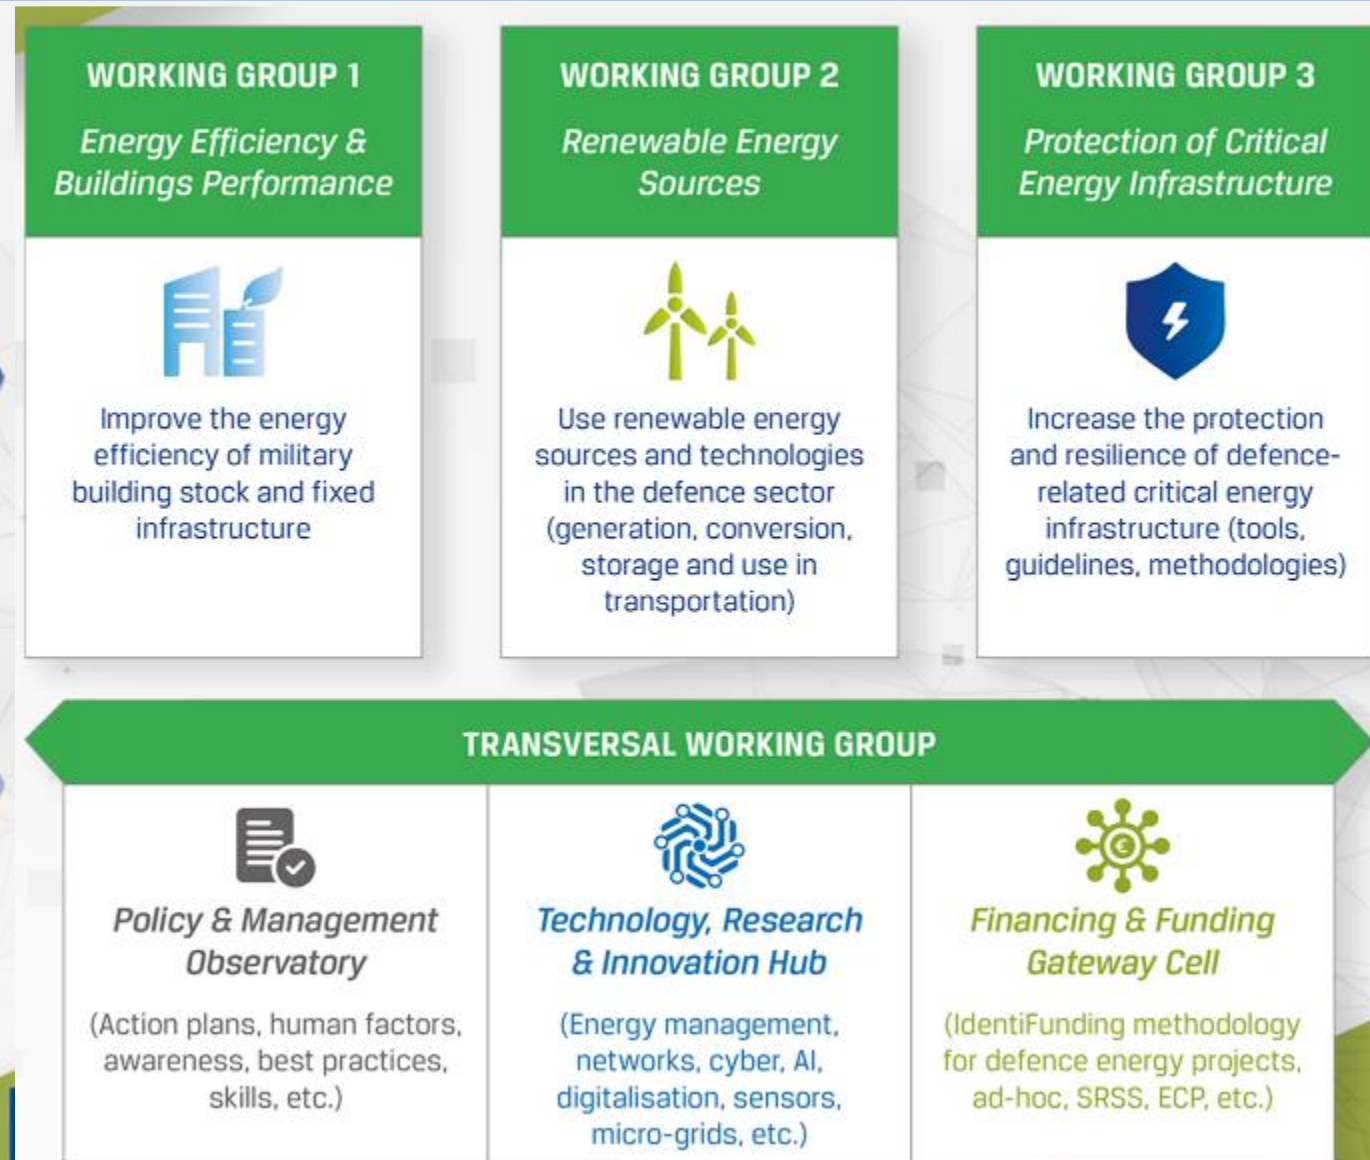 WORKING GROUP 1
Energy Efficiency &
Buildings Performance
Improve the energy
efficiency of military
building stock and fixed
infrastructure
WORKING GROUP 2
Renewable Energy
Sources
Use renewable energy
sources and technologies
in the defence sector
(generation, conversion,
storage and use in
transportation)
WORKING GROUP 3
Protection of Critical
Energy Infrastructure
Increase the protection
and resilience of defence-
related critical energy
infrastructure (tools,
guidelines, methodologies)
TRANSVERSAL WORKING GROUP
Policy & Management
Observatory
(Action plans, human factors,
awareness, best practices,
skills, etc.)
Technology, Research
& Innovation Hub
(Energy management,
networks, cyber, AI,
digitalisation, sensors,
micro-grids, etc.)
€
Financing & Funding
Gateway Cell
(IdentiFunding methodology
for defence energy projects,
ad-hoc, SRSS, ECP, etc.)